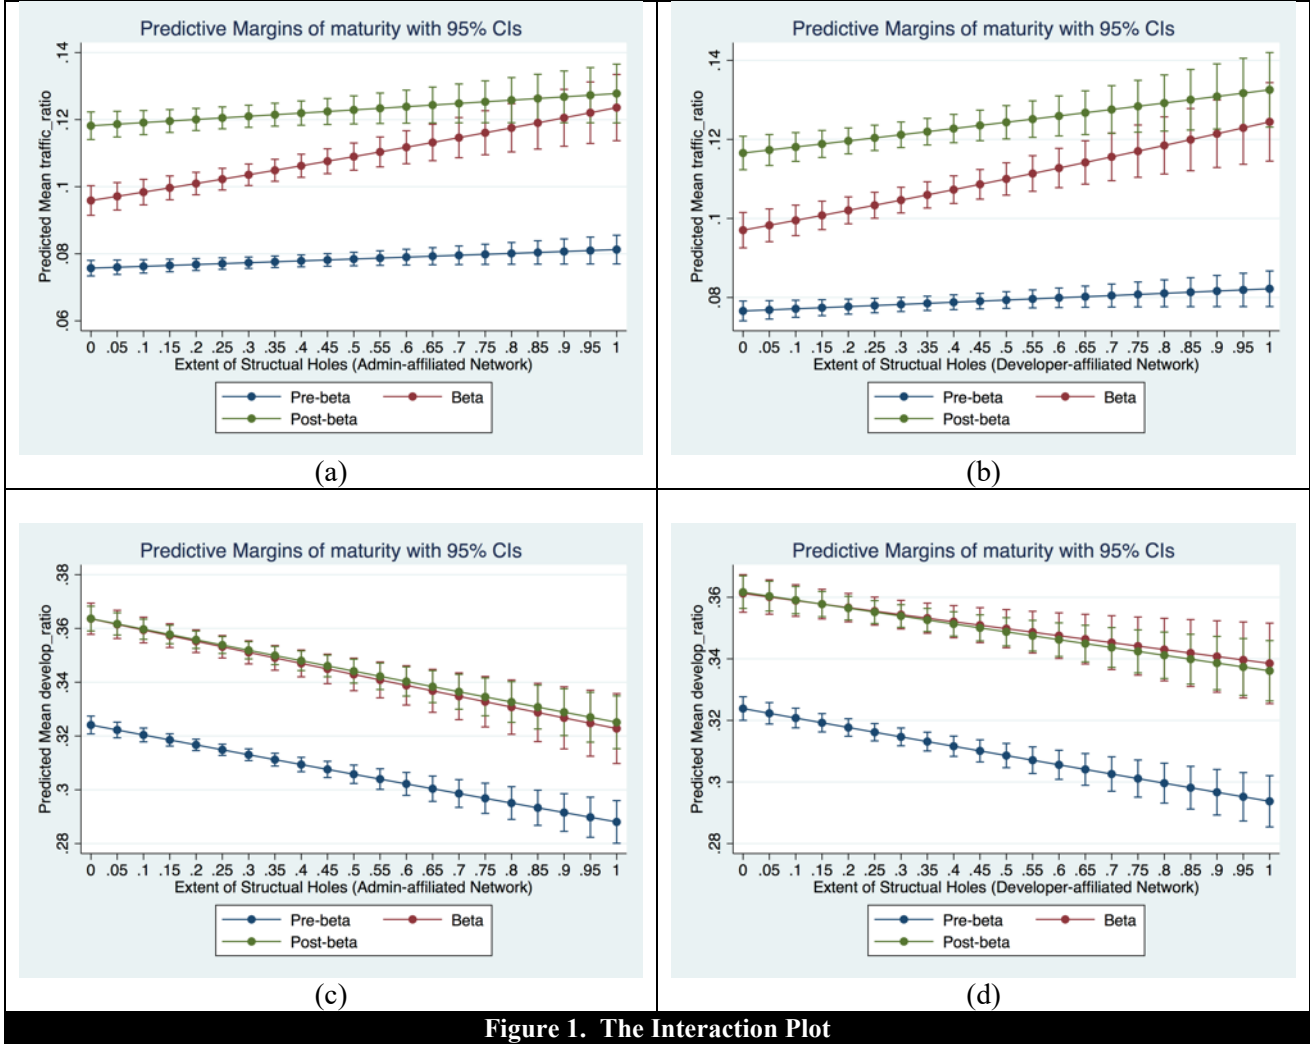 Predictive Margins of maturity with 95% CIs
Predicted Mean traffic_ratio
.14
.12
.1
.08
.06
0 .05 .1 .15 .2 .25 .3 .35 .4 .45 .5 .55 .6 .65 .7 .75 .8 .85 .9 .95 1
Extent of Structual Holes (Admin-affiliated Network)
Pre-beta Beta
Post-beta
(a)
Predictive Margins of maturity with 95% CIs
Predicted Mean traffic_ratio
.14
.12
.1
.08
0 .05 .1 .15 .2 .25 .3 .35 .4 .45 .5 .55 .6 .65 .7 .75 .8 .85 .9 .95 1
Extent of Structual Holes (Developer-affiliated Network)
Pre-beta Beta
Post-beta
(b)
Predictive Margins of maturity with 95% CIs
Predicted Mean develop_ratio
.38
.36
.34
.32
.3
.28
0 .05 .1 .15 .2 .25 .3 .35 .4 .45 .5 .55 .6 .65 .7 .75 .8 .85 .9 .95 1
Extent of Structual Holes (Admin-affiliated Network)
Pre-beta Beta
Post-beta
(c)
Predictive Margins of maturity with 95% CIs
Predicted Mean develop_ratio
.36
.34
.32
.3
.28
0 .05 .1 .15 .2 .25 .3 .35 .4 .45 .5 .55 .6 .65 .7 .75 .8 .85 .9 .95 1
Extent of Structual Holes (Developer-affiliated Network)
Pre-beta Beta
Post-beta
(d)
Figure 1. The Interaction Plot